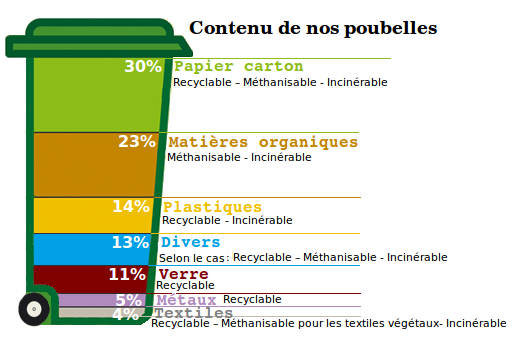 Contenu de nos poubelles
30% Papier carton
Recyclable – Méthanisable - Incinérable
23% Matières organiques
Méthanisable - Incinérable
14% Plastiques
Recyclable - Incinérable
13% Divers
Selon le cas : Recyclable – Méthanisable - Incinérable
11% Verre
Recyclable
5% Métaux Recyclable
4% Textiles
Recyclable – Méthanisable pour les textiles végétaux- Incinérable